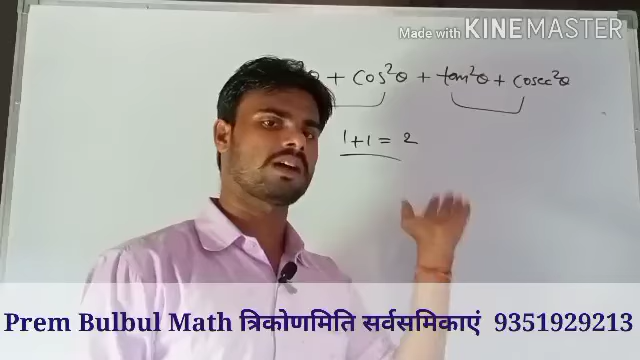 Made with KINEMASTER
θ + cos²θ + tan²θ + cosec²θ
1+1 = 2
Prem Bulbul Math त्रिकोणमिति सर्वसमिकाएं 9351929213